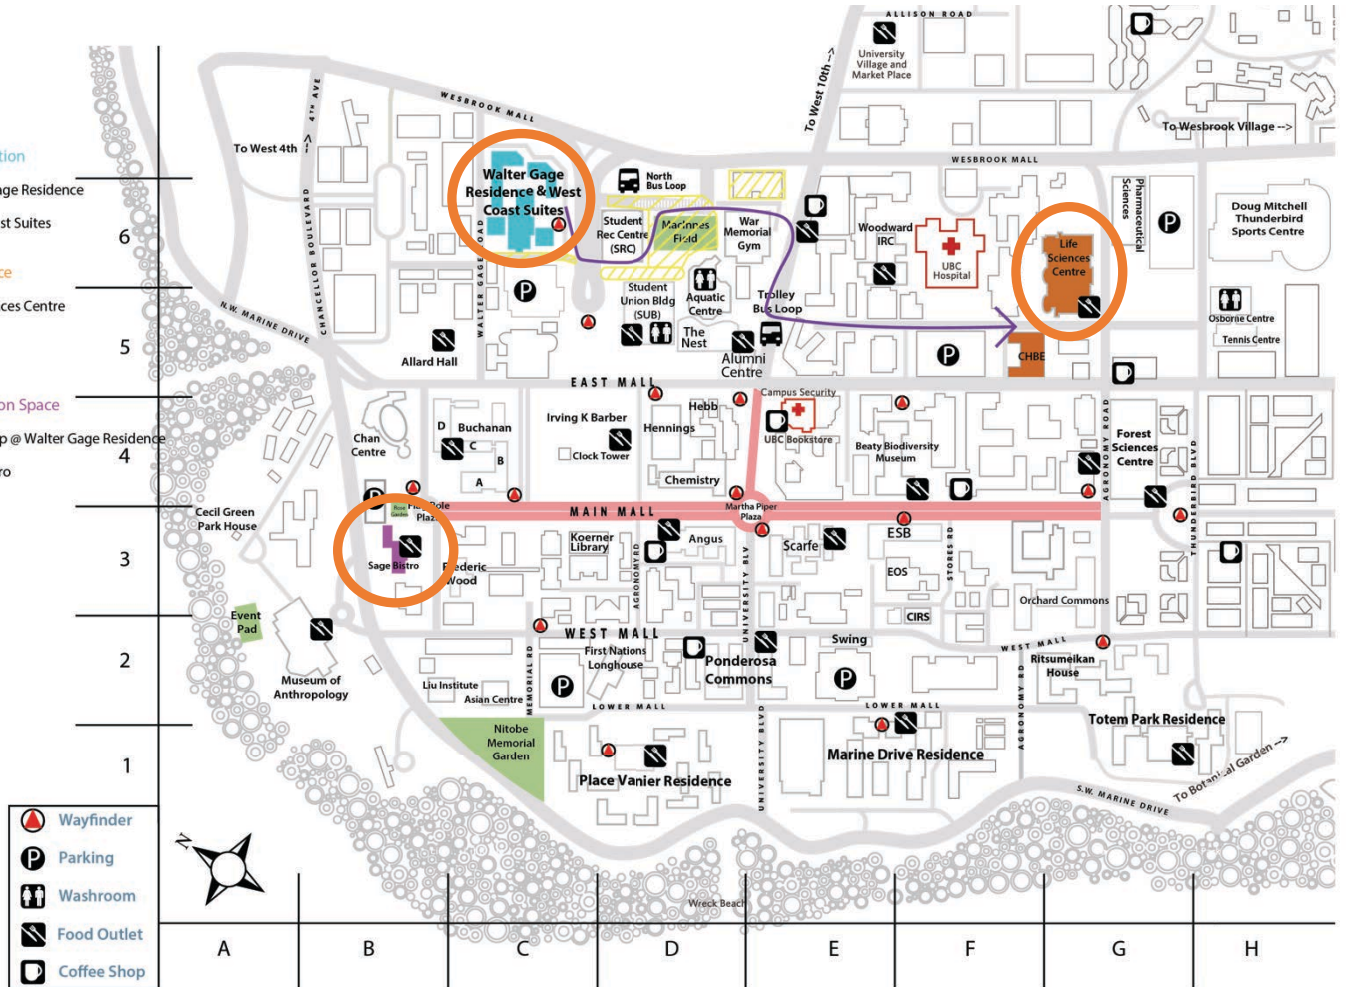 ALLISON ROAD
University
Village and
Market Place
WESBROOK MALL
4TH AVE
To West 4th -->
To West 10th -->
To Wesbrook Village -->
WESBROOK MALL
tion
age Residence
st Suites
ce
ces Centre
on Space
p @ Walter Gage Residence
ro
Walter Gage
Residence & West
Coast Suites
North
Bus Loop
Student
Rec Centre
(SRC)
MacInnes
Field
War
Memorial
Gym
Woodward
IRC
UBC
Hospital
Life
Sciences
Centre
Pharmaceutical
Sciences
P
Doug Mitchell
Thunderbird
Sports Centre
6
CHANCELLOR BOULEVARD
WALTER GAGE ROAD
P
Student
Union Bldg
(SUB)
Aquatic
Centre
Trolley
Bus Loop
The
Nest
Alumni
Centre
N.W. MARINE DRIVE
Allard Hall
P
CHBE
Osborne Centre
Tennis Centre
5
EAST MALL
Campus Security
UBC Bookstore
Irving K Barber
Clock Tower
Hebb
Hennings
Chemistry
D
Buchanan
C
B
A
Chan
Centre
Beaty Biodiversity
Museum
AGRONOMY ROAD
Forest
Sciences
Centre
THUNDERBIRD BLVD
4
P
Rose
Garden
Flag Pole
Plaza
MAIN MALL
Martha Piper
Plaza
Cecil Green
Park House
Sage Bistro
Frederic
Wood
Koerner
Library
AGRONOMY RD
Angus
UNIVERSITY BLV
Scarfe
ESB
EOS
STORES RD
CIRS
Orchard Commons
3
Event
Pad
WEST MALL
First Nations
Longhouse
Ponderosa
Commons
Swing
WEST MALL
Ritsumeikan
House
Museum of
Anthropology
Liu Institute
Asian Centre
MEMORIAL RD
P
P
AGRONOMY RD
2
LOWER MALL
LOWER MALL
Totem Park Residence
Nitobe
Memorial
Garden
Place Vanier Residence
UNIVERSITY BLVD
Marine Drive Residence
To Botanical Garden -->
S.W. MARINE DRIVE
1
Wayfinder
P Parking
Washroom
Food Outlet
Coffee Shop
N
Wreck Beach
A
B
C
D
E
F
G
H